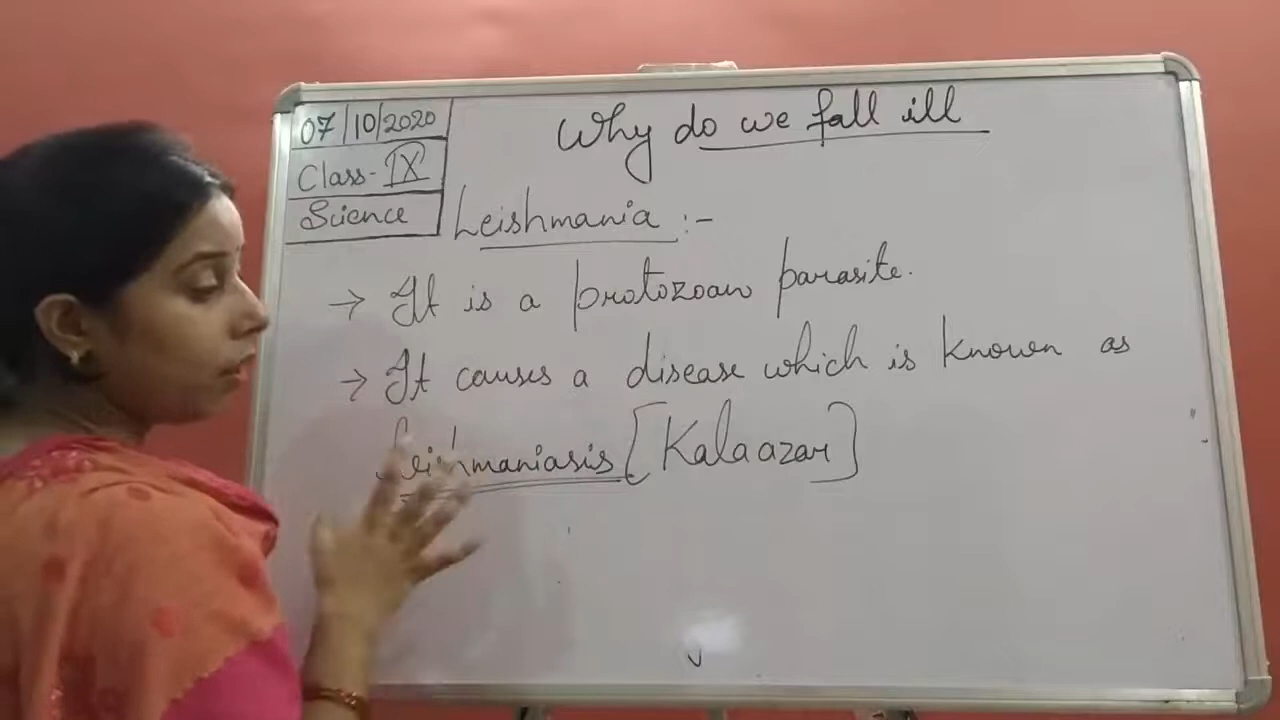 07/10/2020
Class-IX
Science
Why do we fall ill
Leishmania :-
→ It is a protozoan parasite.
→ It causes a disease which is known as
Leishmaniasis [Kalaazar]